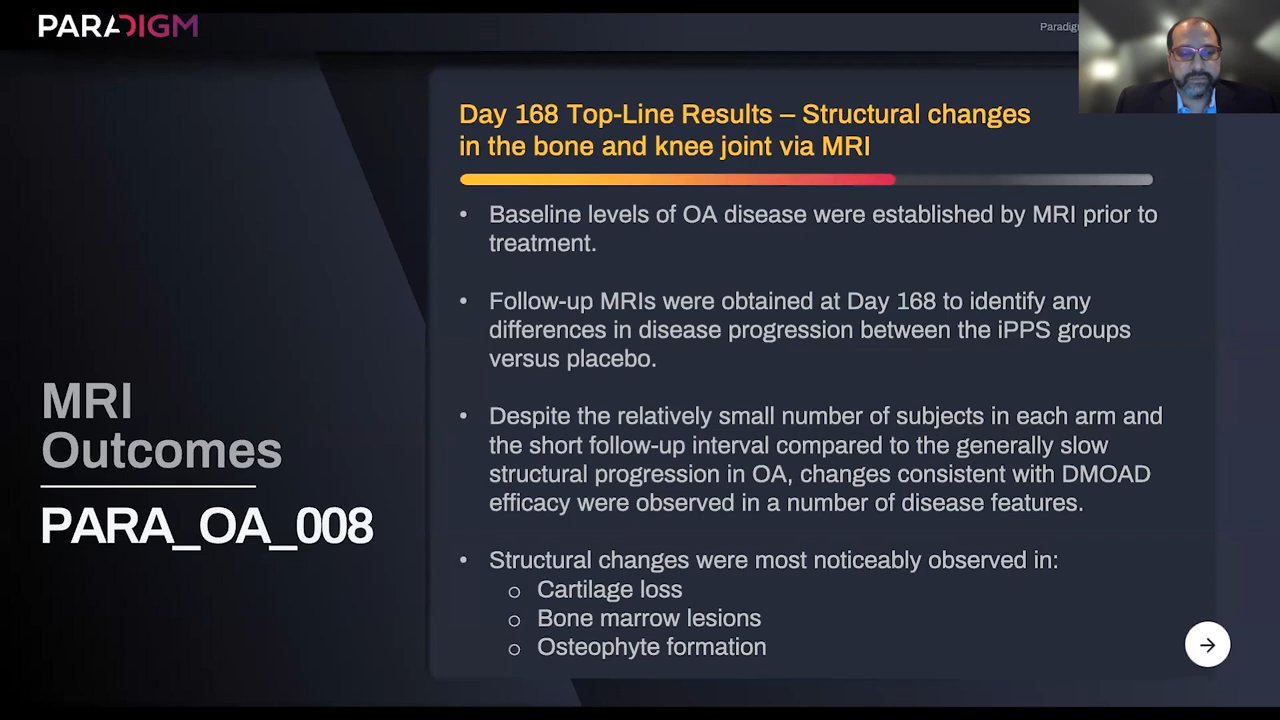 PARADIGM
Paradig
Day 168 Top-Line Results – Structural changes
in the bone and knee joint via MRI
• Baseline levels of OA disease were established by MRI prior to
treatment.
• Follow-up MRIs were obtained at Day 168 to identify any
differences in disease progression between the iPPS groups
versus placebo.
• Despite the relatively small number of subjects in each arm and
the short follow-up interval compared to the generally slow
structural progression in OA, changes consistent with DMOAD
efficacy were observed in a number of disease features.
• Structural changes were most noticeably observed in:
o Cartilage loss
o Bone marrow lesions
o Osteophyte formation
MRI
Outcomes
PARA_OA_008